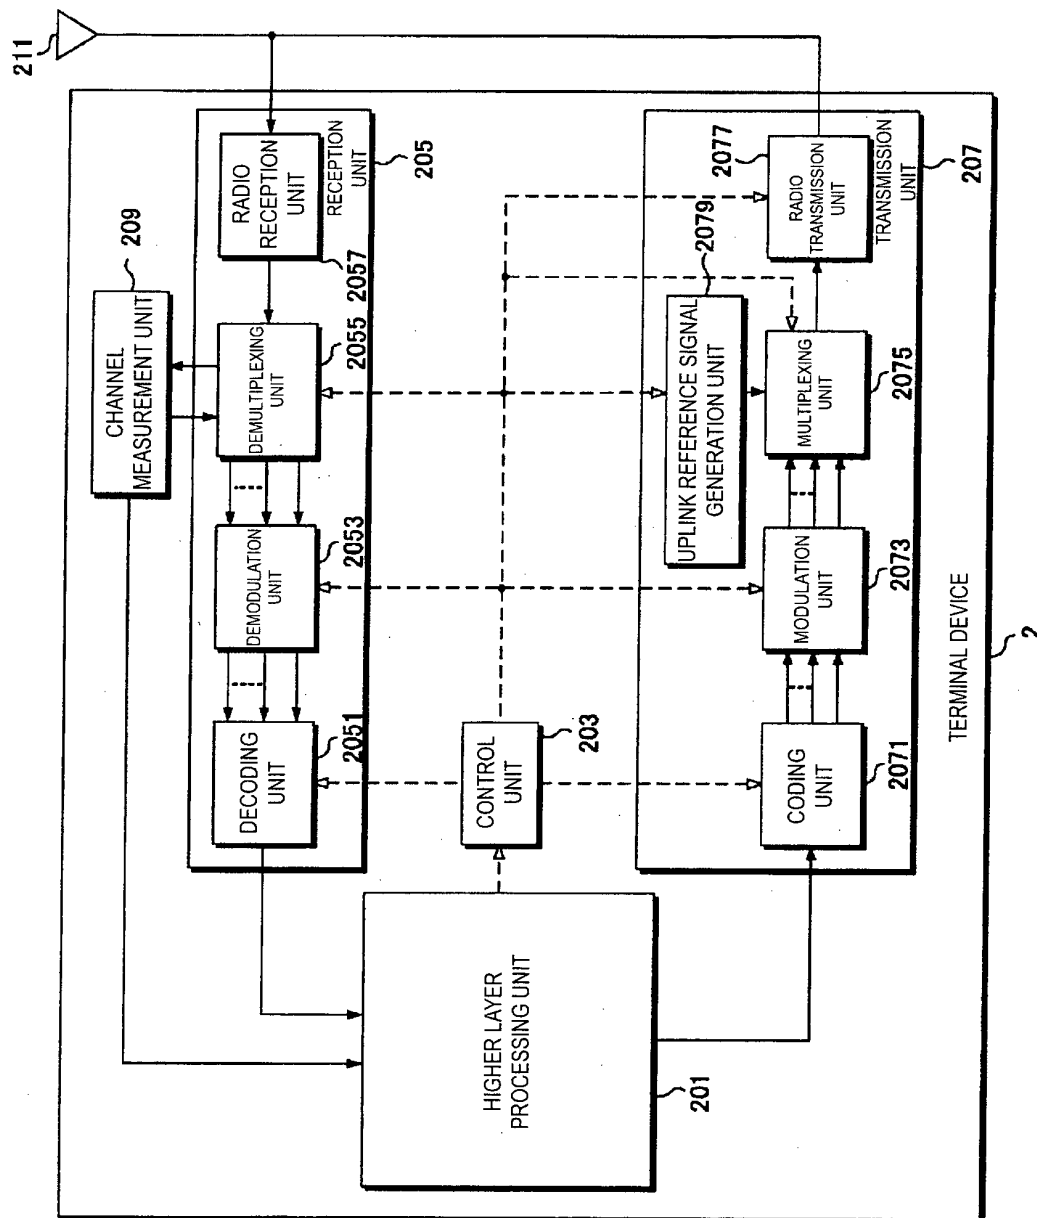 211
209
CHANNEL
MEASUREMENT UNIT
RADIO
RECEPTION
UNIT
RECEPTION
UNIT
205
2057
DEMULTIPLEXING
UNIT
2055
DEMODULATION
UNIT
2053
DECODING
UNIT
2051
CONTROL
UNIT
203
HIGHER LAYER
PROCESSING UNIT
201
2077
RADIO
TRANSMISSION
UNIT
TRANSMISSION
UNIT
207
2079
UPLINK REFERENCE SIGNAL
GENERATION UNIT
MULTIPLEXING
UNIT
2075
MODULATION
UNIT
2073
CODING
UNIT
2071
TERMINAL DEVICE
2